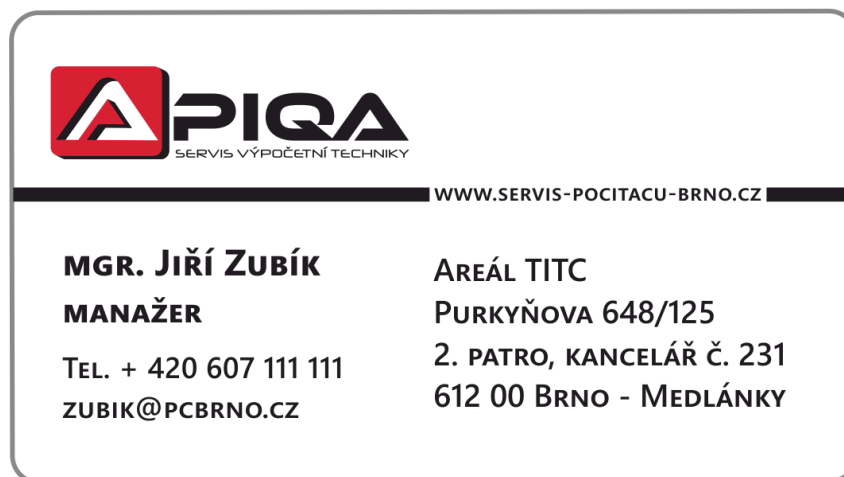 APIQA
SERVIS VÝPOČETNÍ TECHNIKY
WWW.SERVIS-POCITACU-BRNO.CZ
MGR. JIŘÍ ZUBÍK
MANAŽER
TEL. + 420 607 111 111
ZUBIK@PCBRNO.CZ
AREÁL TITC
PURKYŇOVA 648/125
2. PATRO, KANCELÁŘ Č. 231
612 00 BRNO - MEDLÁNKY